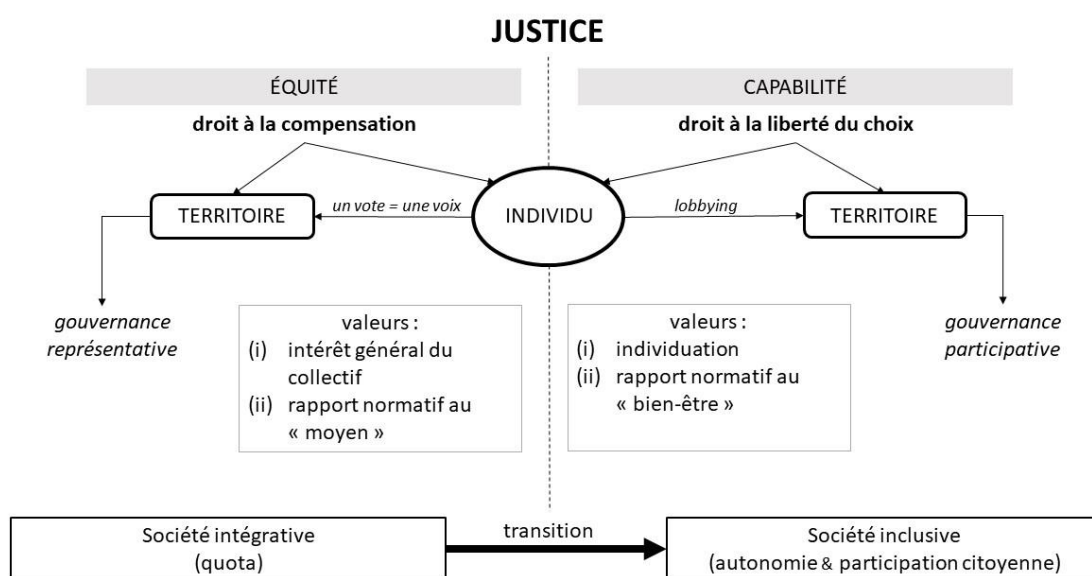 JUSTICE
ÉQUITÉ
CAPABILITÉ
droit à la compensation
droit à la liberté du choix
TERRITOIRE
un vote = une voix
INDIVIDU
lobbying
TERRITOIRE
gouvernance
représentative
valeurs :
(i) intérêt général du
collectif
(ii) rapport normatif au
« moyen »
valeurs :
(i) individuation
(ii) rapport normatif au
« bien-être »
gouvernance
participative
Société intégrative
(quota)
transition
Société inclusive
(autonomie & participation citoyenne)